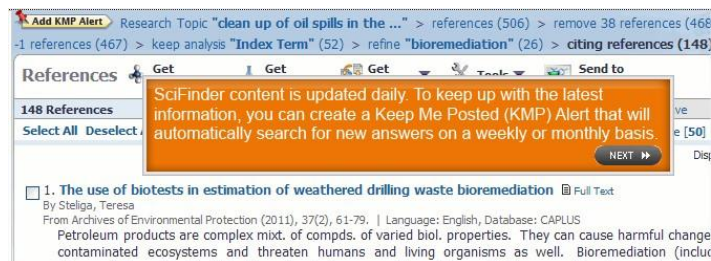 Add KMP Alert Research Topic "clean up of oil spills in the ..." > references (506) > remove 38 references (468
-1 references (467) > keep analysis "Index Term" (52) > refine "bioremediation" (26) > citing references (148)
References Get Get Get Tools Send to
SciFinder content is updated daily. To keep up with the latest
148 References
information, you can create a Keep Me Posted (KMP) Alert that will
Select All Deselect
automatically search for new answers on a weekly or monthly basis.
[50]
NEXT
1. The use of biotests in estimation of weathered drilling waste bioremediation Full Text
By Steliga, Teresa
From Archives of Environmental Protection (2011), 37(2), 61-79. | Language: English, Database: CAPLUS
Petroleum products are complex mixt. of compds. of varied biol. properties. They can cause harmful change
contaminated ecosystems and threaten humans and living organisms as well. Bioremediation (inclu